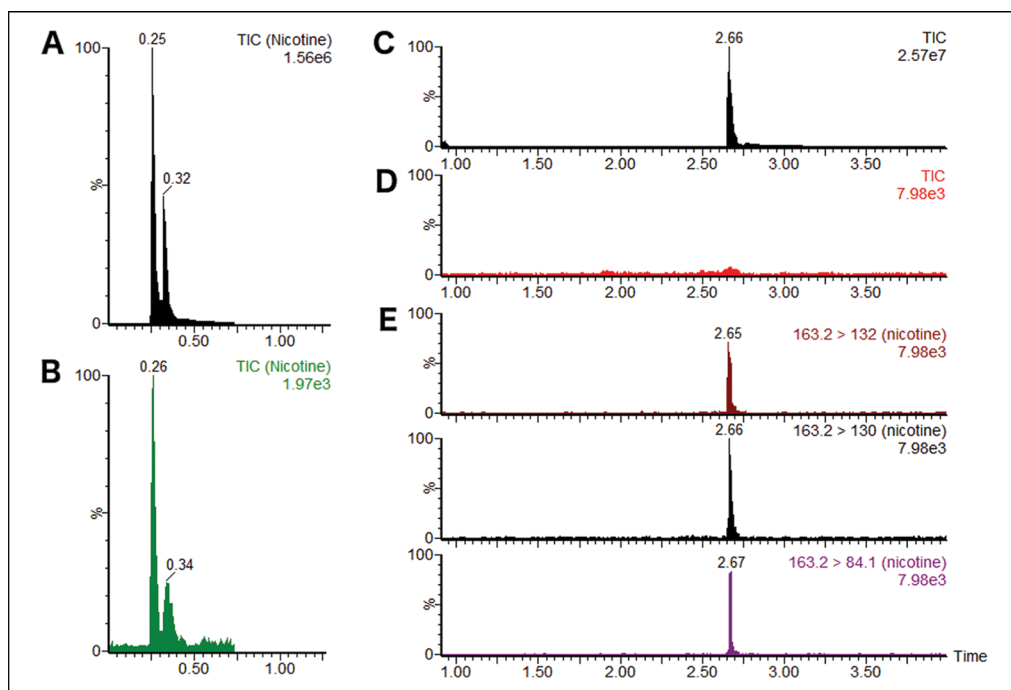 A
0.25
TIC (Nicotine)
1.56e6
100
0.32
%
0
0.50
1.00
B
0.26
TIC (Nicotine)
1.97e3
100
%
0.34
0
0.50
1.00
C
2.66
TIC
2.57e7
100
%
0
1.00
1.50
2.00
2.50
3.00
3.50
D
TIC
7.98e3
100
%
0
1.00
1.50
2.00
2.50
3.00
3.50
E
100
2.65
163.2 > 132 (nicotine)
7.98e3
%
0
100
2.66
163.2 > 130 (nicotine)
7.98e3
%
0
100
2.67
163.2 > 84.1 (nicotine)
7.98e3
%
0
Time
1.00
1.50
2.00
2.50
3.00
3.50